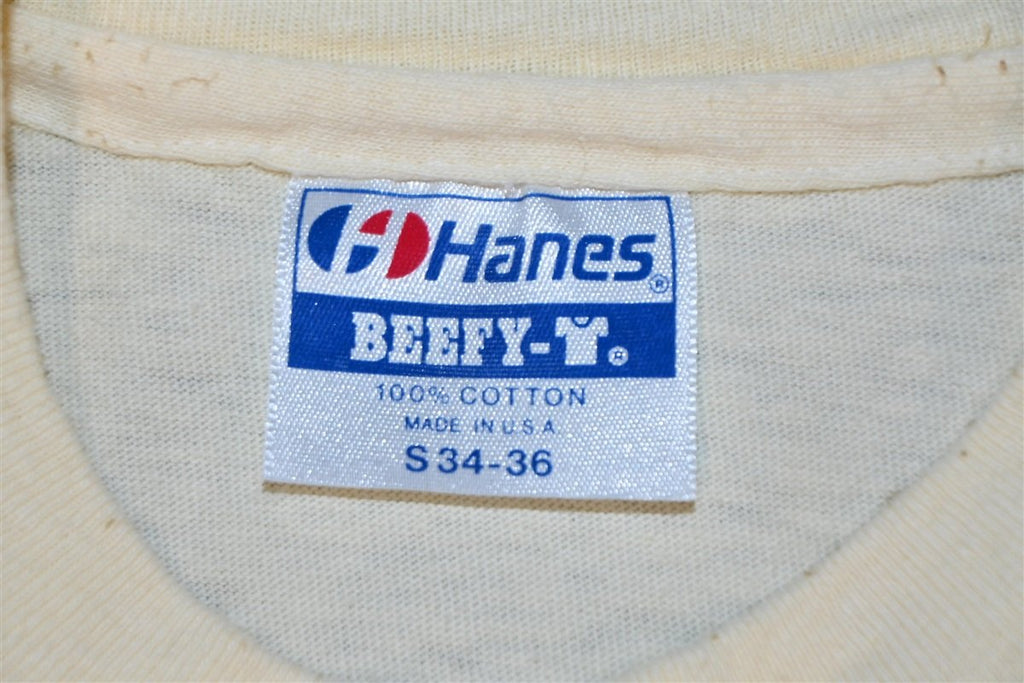 Hanes®
BEEFY-T®
100% COTTON
MADE IN U.S.A.
S 34-36